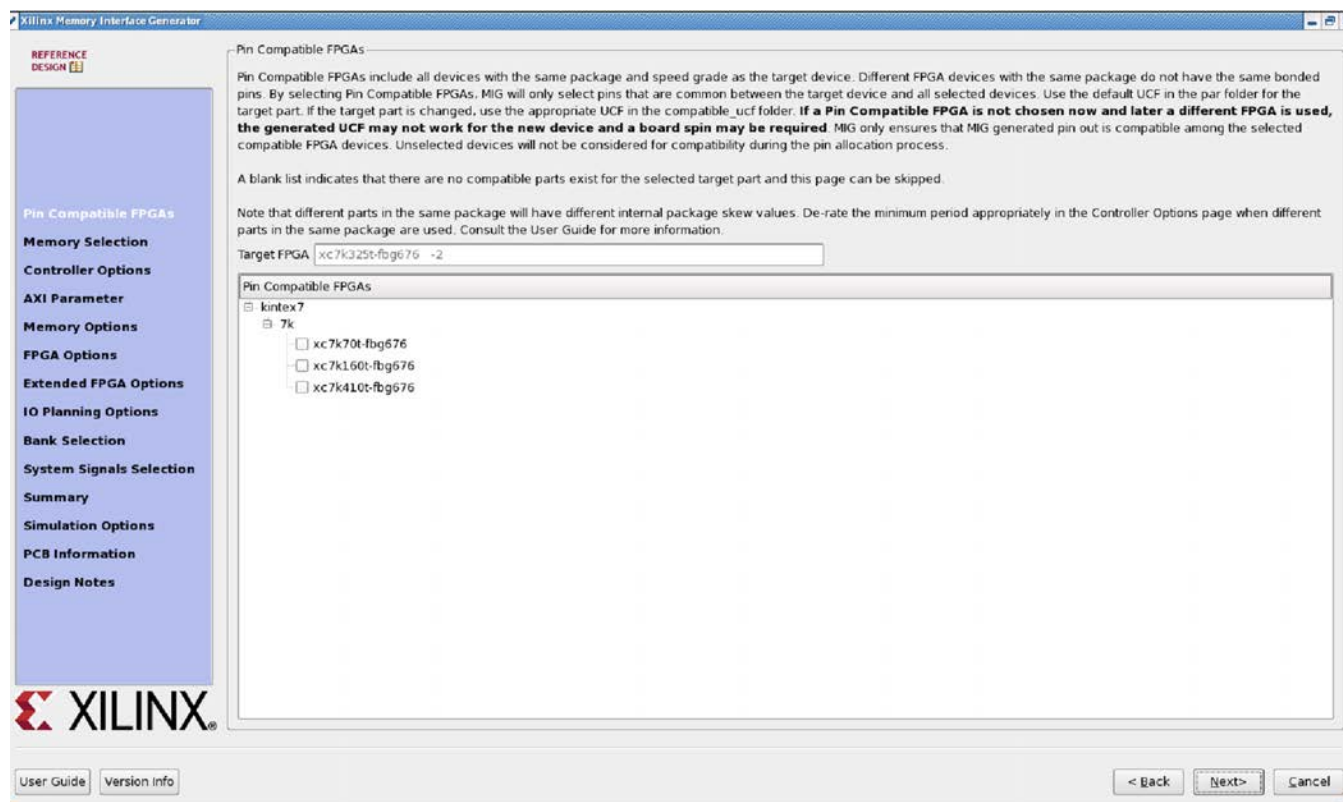 Xilinx Memory Interface Generator
REFERENCE
DESIGN
Pin Compatible FPGAs
Memory Selection
Controller Options
AXI Parameter
Memory Options
FPGA Options
Extended FPGA Options
IO Planning Options
Bank Selection
System Signals Selection
Summary
Simulation Options
PCB Information
Design Notes
XILINX®
Pin Compatible FPGAs
Pin Compatible FPGAs include all devices with the same package and speed grade as the target device. Different FPGA devices with the same package do not have the same bonded
pins. By selecting Pin Compatible FPGAs, MIG will only select pins that are common between the target device and all selected devices. Use the default UCF in the par folder for the
target part. If the target part is changed, use the appropriate UCF in the compatible_ucf folder. If a Pin Compatible FPGA is not chosen now and later a different FPGA is used,
the generated UCF may not work for the new device and a board spin may be required. MIG only ensures that MIG generated pin out is compatible among the selected
compatible FPGA devices. Unselected devices will not be considered for compatibility during the pin allocation process.
A blank list indicates that there are no compatible parts exist for the selected target part and this page can be skipped.
Note that different parts in the same package will have different internal package skew values. De-rate the minimum period appropriately in the Controller Options page when different
parts in the same package are used. Consult the User Guide for more information.
Target FPGA xc7k325t-fbg676 -2
Pin Compatible FPGAs
kintex7
7k
xc7k70t-fbg676
xc7k160t-fbg676
xc7k410t-fbg676
User Guide Version Info < Back Next> Cancel